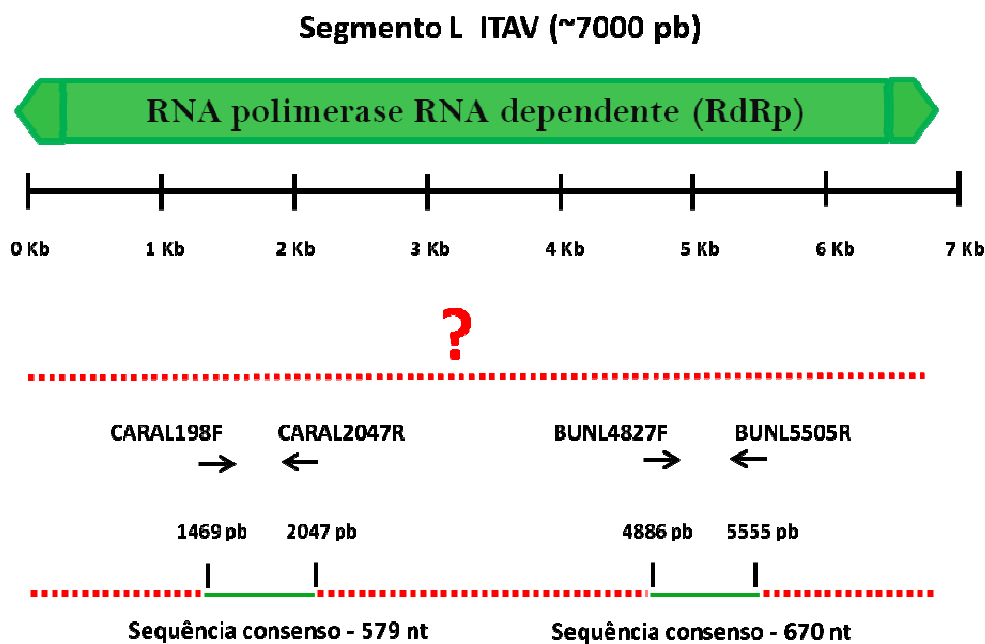 Segmento L ITAV (~7000 pb)
RNA polimerase RNA dependente (RdRp)
0 Kb 1 Kb 2 Kb 3 Kb 4 Kb 5 Kb 6 Kb 7 Kb
?
CARAL198F CARAL2047R BUNL4827F BUNL5505R
1469 pb 2047 pb 4886 pb 5555 pb
Sequência consenso - 579 nt Sequência consenso - 670 nt